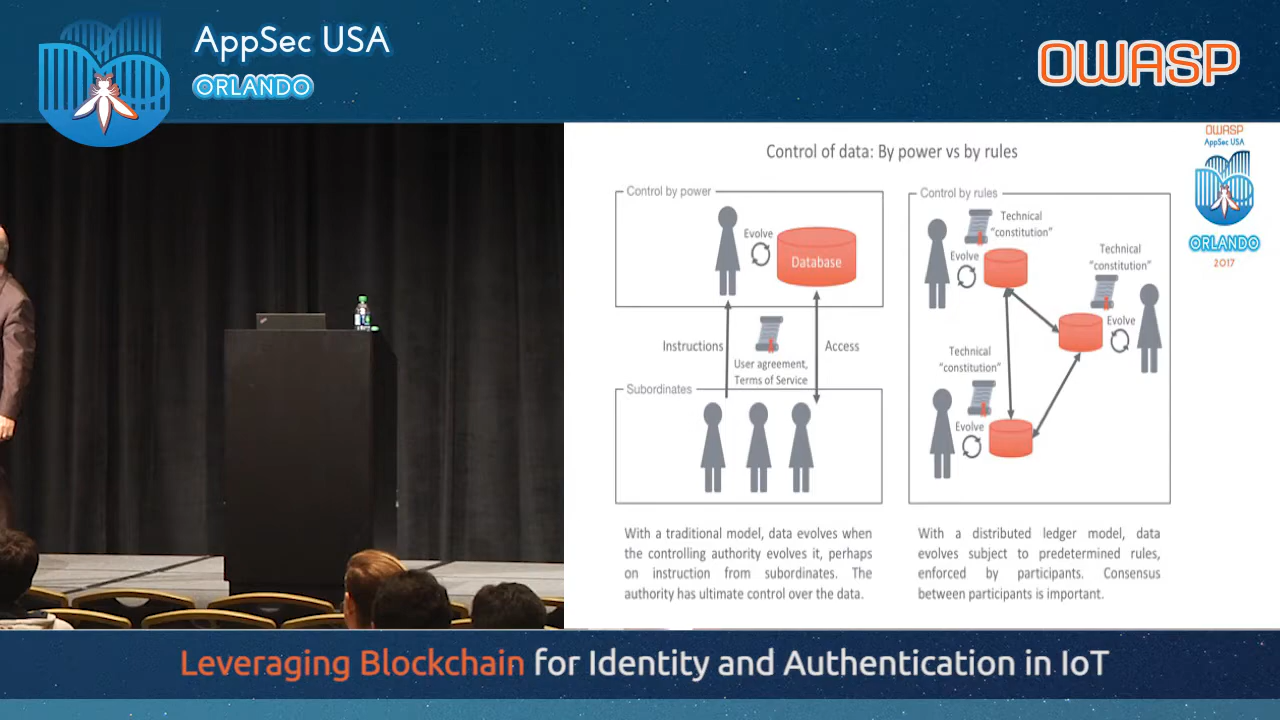 AppSec USA
ORLANDO
OWASP
OWASP
AppSec USA
ORLANDO
2017
Control of data: By power vs by rules
Control by power
Evolve
Database
Instructions
User agreement,
Terms of Service
Access
Subordinates
With a traditional model, data evolves when
the controlling authority evolves it, perhaps
on instruction from subordinates. The
authority has ultimate control over the data.
Control by rules
Technical
"constitution"
Evolve
Technical
"constitution"
Evolve
Technical
"constitution"
Evolve
With a distributed ledger model, data
evolves subject to predetermined rules,
enforced by participants. Consensus
between participants is important.
Leveraging Blockchain for Identity and Authentication in IoT